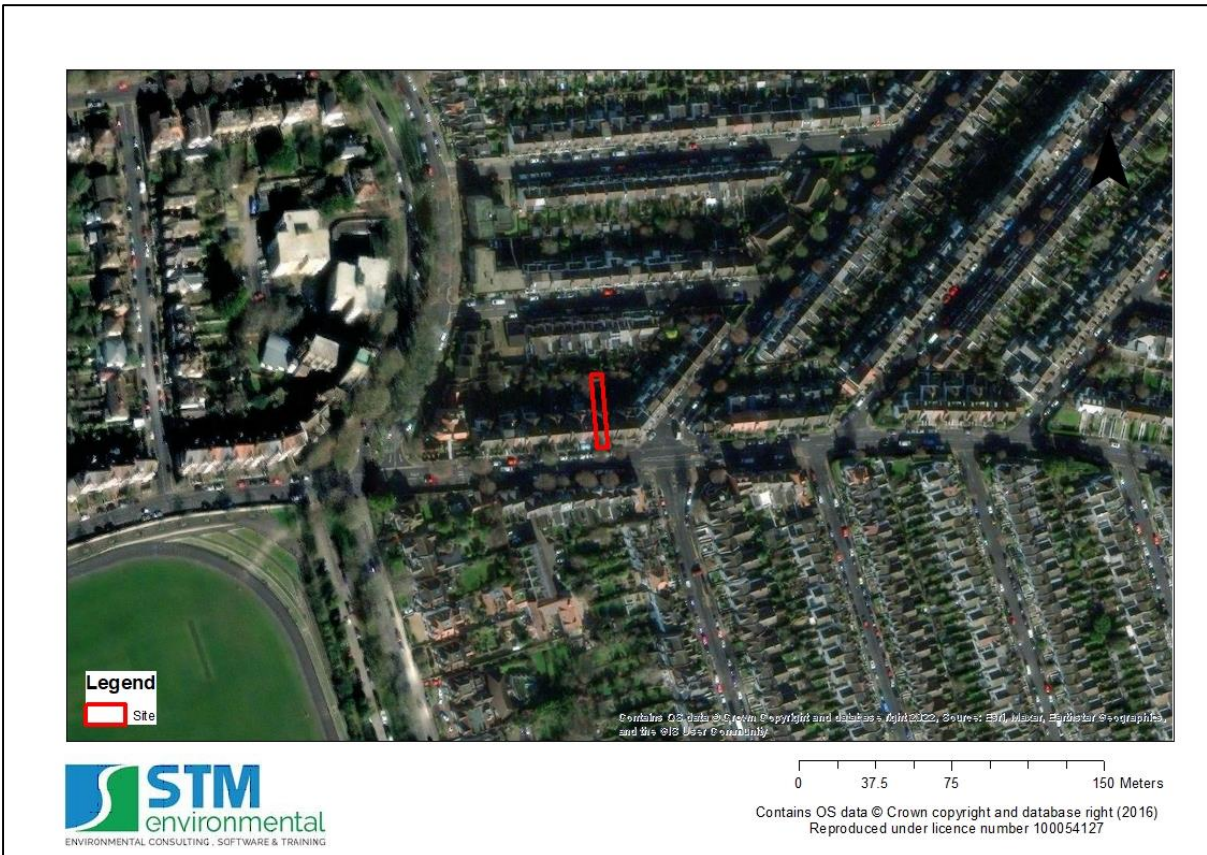 Legend
Site
Contains OS data © Crown Copyright and database right 2022, Source: Esri, Maxar, Earthstar Geographics,
and the GIS User Community
0 37.5 75 150 Meters
Contains OS data © Crown copyright and database right (2016)
Reproduced under licence number 100054127
STM
environmental
ENVIRONMENTAL CONSULTING, SOFTWARE & TRAINING